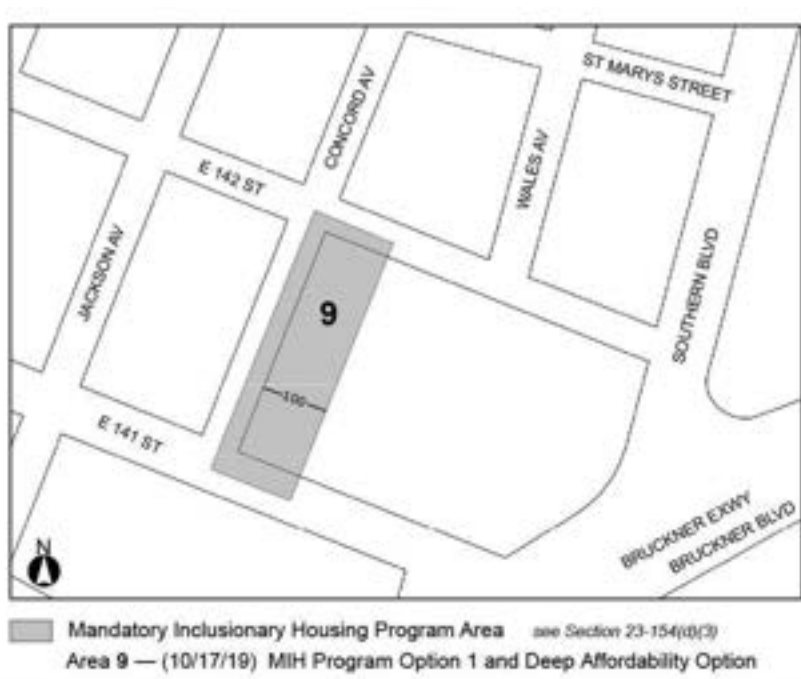 ST MARYS STREET
CONCORD AV
WALES AV
E 142 ST
JACKSON AV
SOUTHERN BLVD
9
100
E 141 ST
BRUCKNER EXWY
BRUCKNER BLVD
N
Mandatory Inclusionary Housing Program Area see Section 23-154(d)(3)
Area 9 — (10/17/19) MIH Program Option 1 and Deep Affordability Option